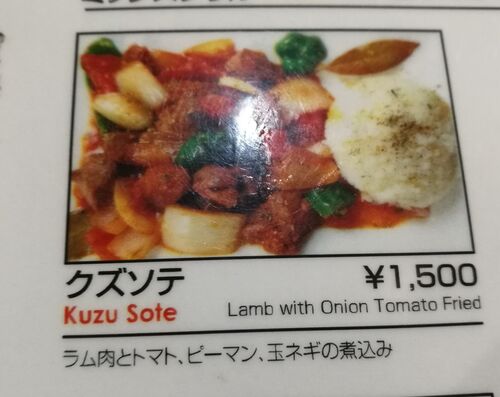 クズソテ ¥1,500
Kuzu Sote Lamb with Onion Tomato Fried
ラム肉とトマト、ピーマン、玉ネギの煮込み